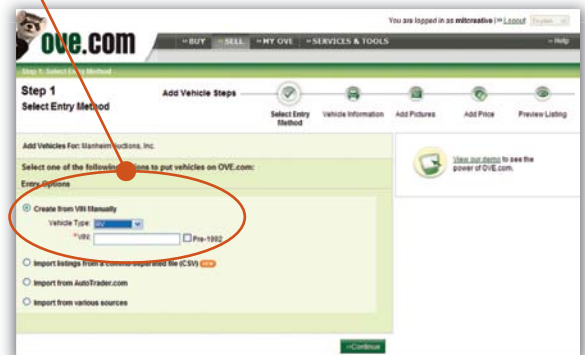 You are logged in as mitcreative | » Logout English
ove.com
» BUY » SELL » MY OVE » SERVICES & TOOLS » Help
Step 1: Select Entry Method
Step 1
Select Entry Method
Add Vehicle Steps
Select Entry Method
Vehicle Information
Add Pictures
Add Price
Preview Listing
Add Vehicles For: Manheim Auctions, Inc.
Select one of the following options to put vehicles on OVE.com:
Entry Options
Create from VIN Manually
Vehicle Type: RV
*VIN: Pre-1982
Import listings from a comma-separated file (CSV) NEW
Import from AutoTrader.com
Import from various sources
View our demo to see the
power of OVE.com.
»Continue